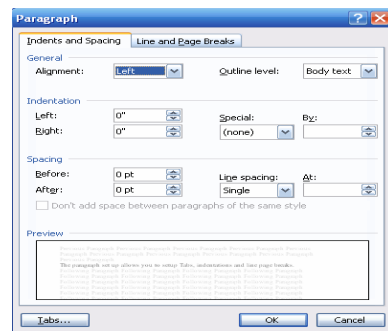 Paragraph
Indents and Spacing Line and Page Breaks
General
Alignment: Left Outline level: Body text
Indentation
Left: 0" Special: By:
Right: 0" (none)
Spacing
Before: 0 pt Line spacing: At:
After: 0 pt Single
Don't add space between paragraphs of the same style
Preview
The paragraph set up allows you to setup Tabs, indentations and line page breaks.
Tabs... OK Cancel